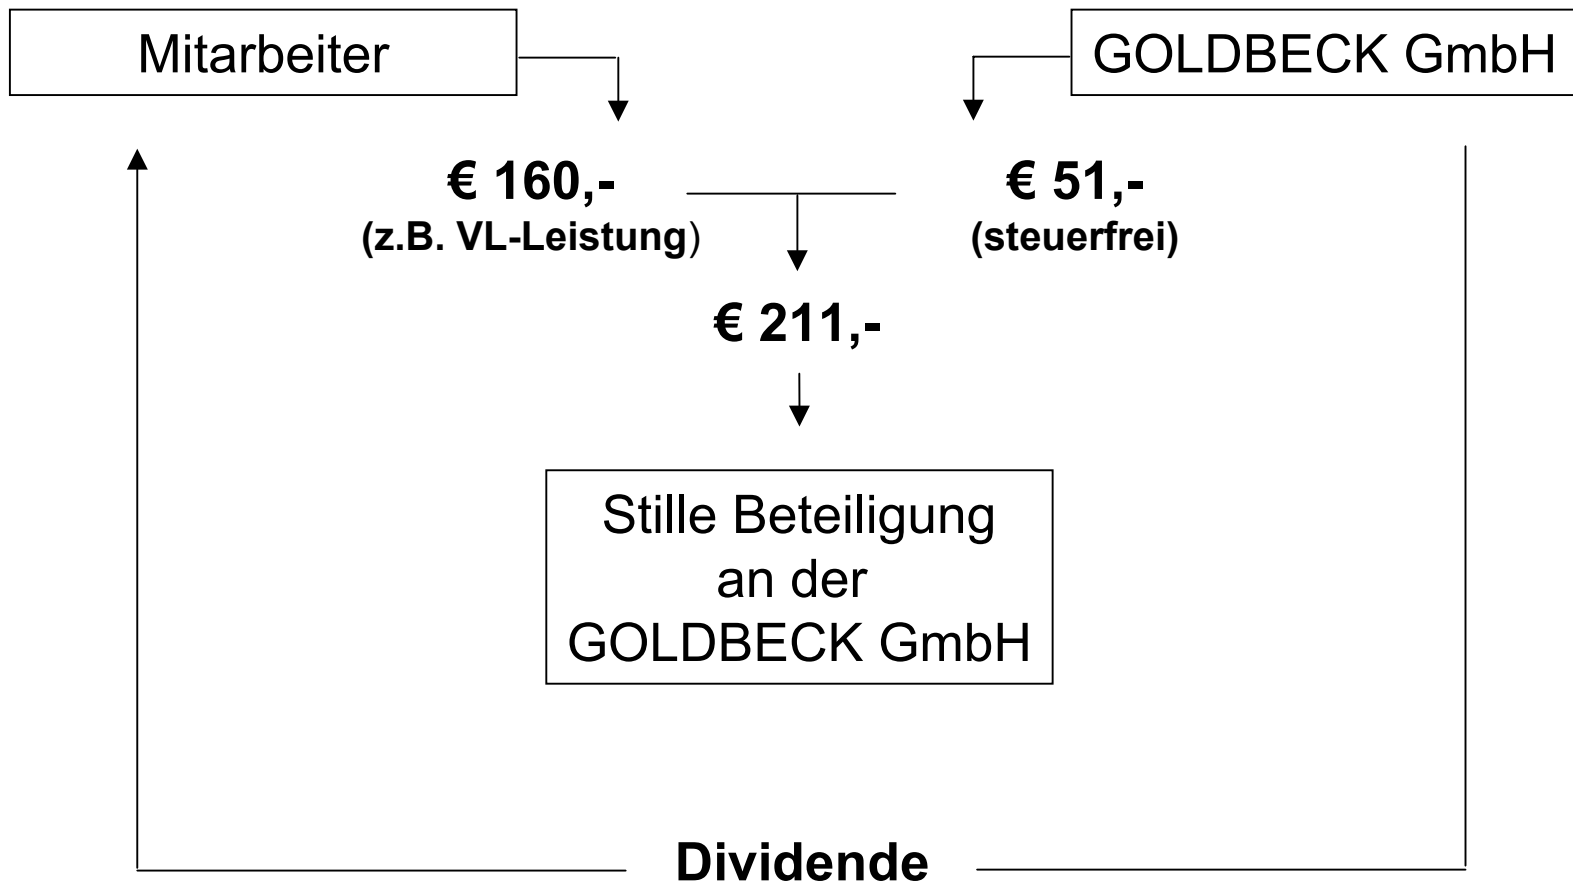 Mitarbeiter
GOLDBECK GmbH
€ 160,-
(z.B. VL-Leistung)
€ 51,-
(steuerfrei)
€ 211,-
Stille Beteiligung
an der
GOLDBECK GmbH
Dividende